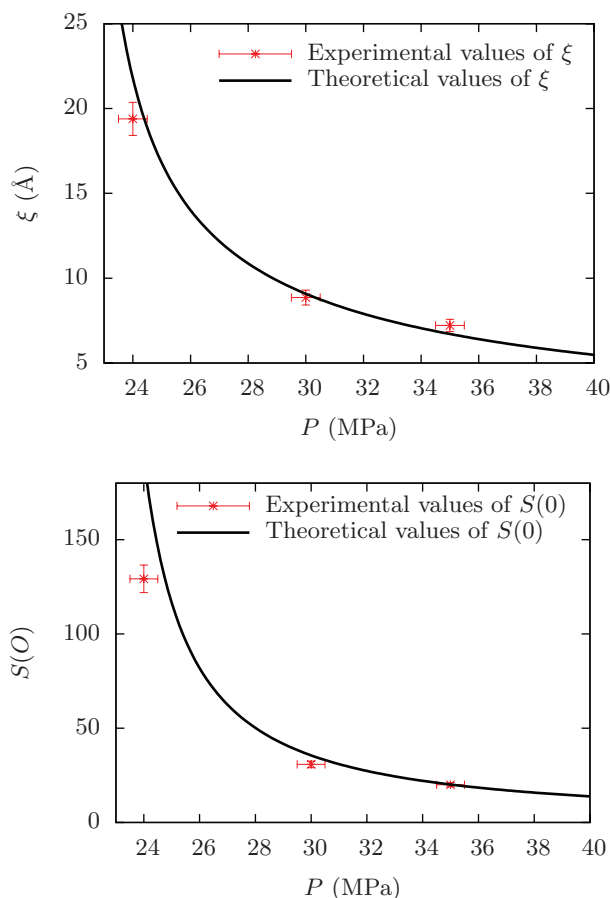 25
20
15
10
5
ξ (Å)
Experimental values of ξ
Theoretical values of ξ
24 26 28 30 32 34 36 38 40
P (MPa)
150
100
50
0
S(O)
Experimental values of S(0)
Theoretical values of S(0)
24 26 28 30 32 34 36 38 40
P (MPa)